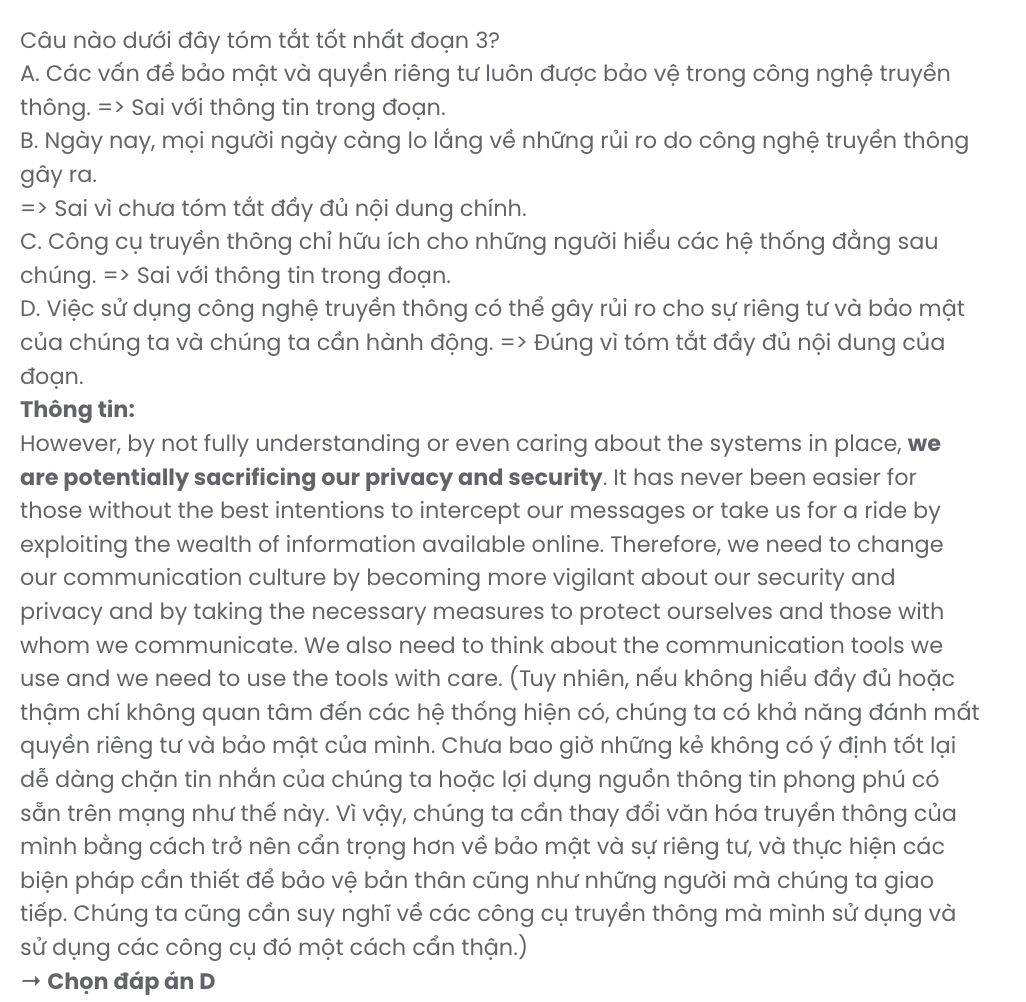 Câu nào dưới đây tóm tắt tốt nhất đoạn 3?
A. Các vấn đề bảo mật và quyền riêng tư luôn được bảo vệ trong công nghệ truyền
thông. => Sai với thông tin trong đoạn.
B. Ngày nay, mọi người ngày càng lo lắng về những rủi ro do công nghệ truyền thông
gây ra.
=> Sai vì chưa tóm tắt đầy đủ nội dung chính.
C. Công cụ truyền thông chỉ hữu ích cho những người hiểu các hệ thống đằng sau
chúng. => Sai với thông tin trong đoạn.
D. Việc sử dụng công nghệ truyền thông có thể gây rủi ro cho sự riêng tư và bảo mật
của chúng ta và chúng ta cần hành động. => Đúng vì tóm tắt đầy đủ nội dung của
đoạn.
Thông tin:
However, by not fully understanding or even caring about the systems in place, we
are potentially sacrificing our privacy and security. It has never been easier for
those without the best intentions to intercept our messages or take us for a ride by
exploiting the wealth of information available online. Therefore, we need to change
our communication culture by becoming more vigilant about our security and
privacy and by taking the necessary measures to protect ourselves and those with
whom we communicate. We also need to think about the communication tools we
use and we need to use the tools with care. (Tuy nhiên, nếu không hiểu đầy đủ hoặc
thậm chí không quan tâm đến các hệ thống hiện có, chúng ta có khả năng đánh mất
quyền riêng tư và bảo mật của mình. Chưa bao giờ những kẻ không có ý định tốt lại
dễ dàng chặn tin nhắn của chúng ta hoặc lợi dụng nguồn thông tin phong phú có
sẵn trên mạng như thế này. Vì vậy, chúng ta cần thay đổi văn hóa truyền thông của
mình bằng cách trở nên cẩn trọng hơn về bảo mật và sự riêng tư, và thực hiện các
biện pháp cần thiết để bảo vệ bản thân cũng như những người mà chúng ta giao
tiếp. Chúng ta cũng cần suy nghĩ về các công cụ truyền thông mà mình sử dụng và
sử dụng các công cụ đó một cách cẩn thận.)
→ Chọn đáp án D